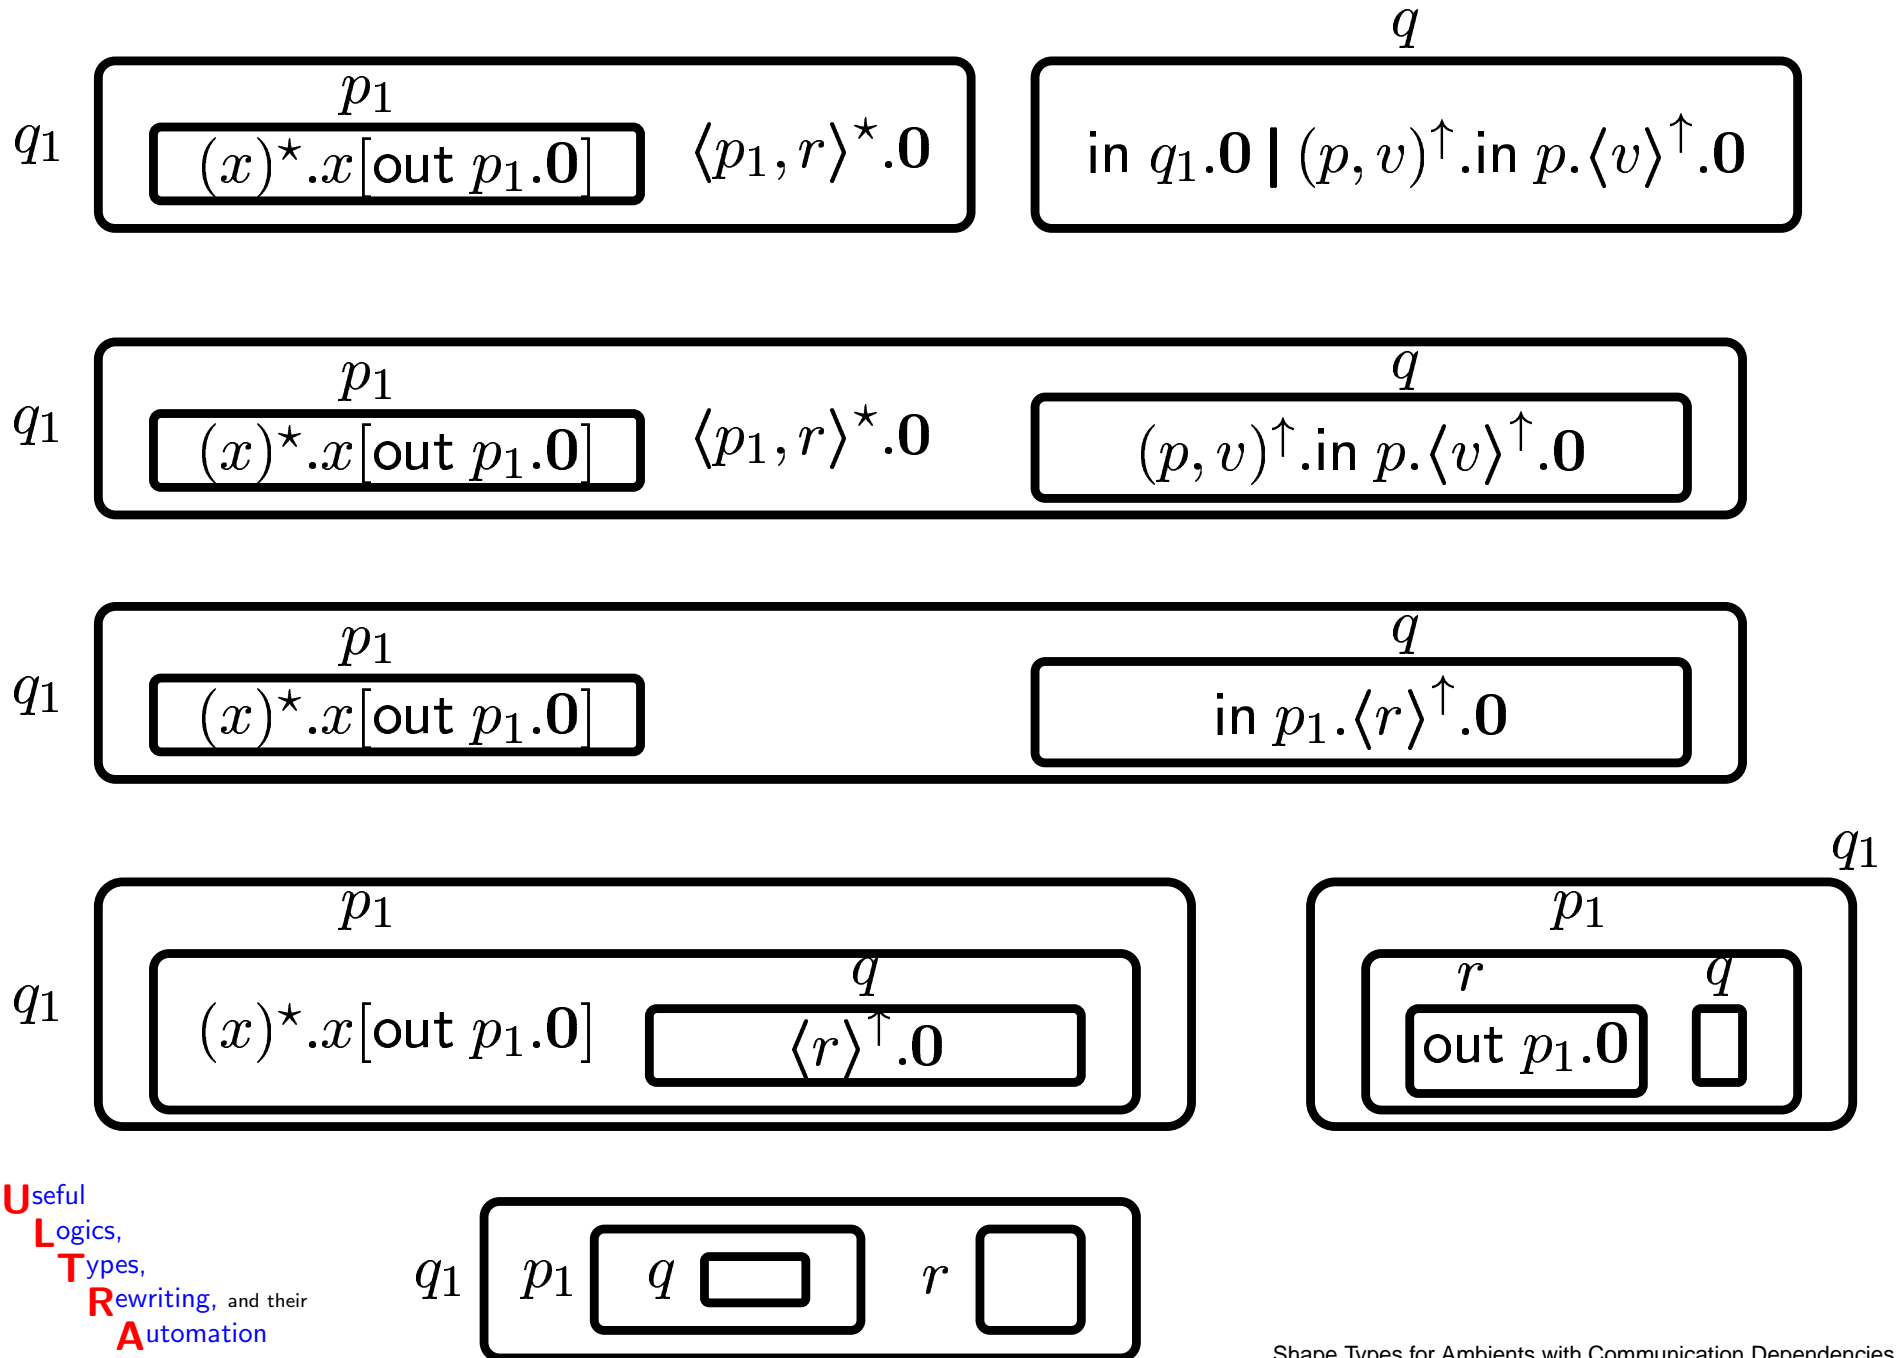 q
p₁
q₁ (x)⋆.x[out p₁.0] ⟨p₁, r⟩⋆.0 in q₁.0 | (p, v)↑.in p.⟨v⟩↑.0
p₁ q
q₁ (x)⋆.x[out p₁.0] ⟨p₁, r⟩⋆.0 (p, v)↑.in p.⟨v⟩↑.0
p₁ q
q₁ (x)⋆.x[out p₁.0] in p₁.⟨r⟩↑.0
q₁
p₁ p₁
q r q
q₁ (x)⋆.x[out p₁.0] ⟨r⟩↑.0 out p₁.0
q₁ p₁ q r
Useful
Logics,
Types,
Rewriting, and their
Automation
Shape Types for Ambients with Communication Dependencies